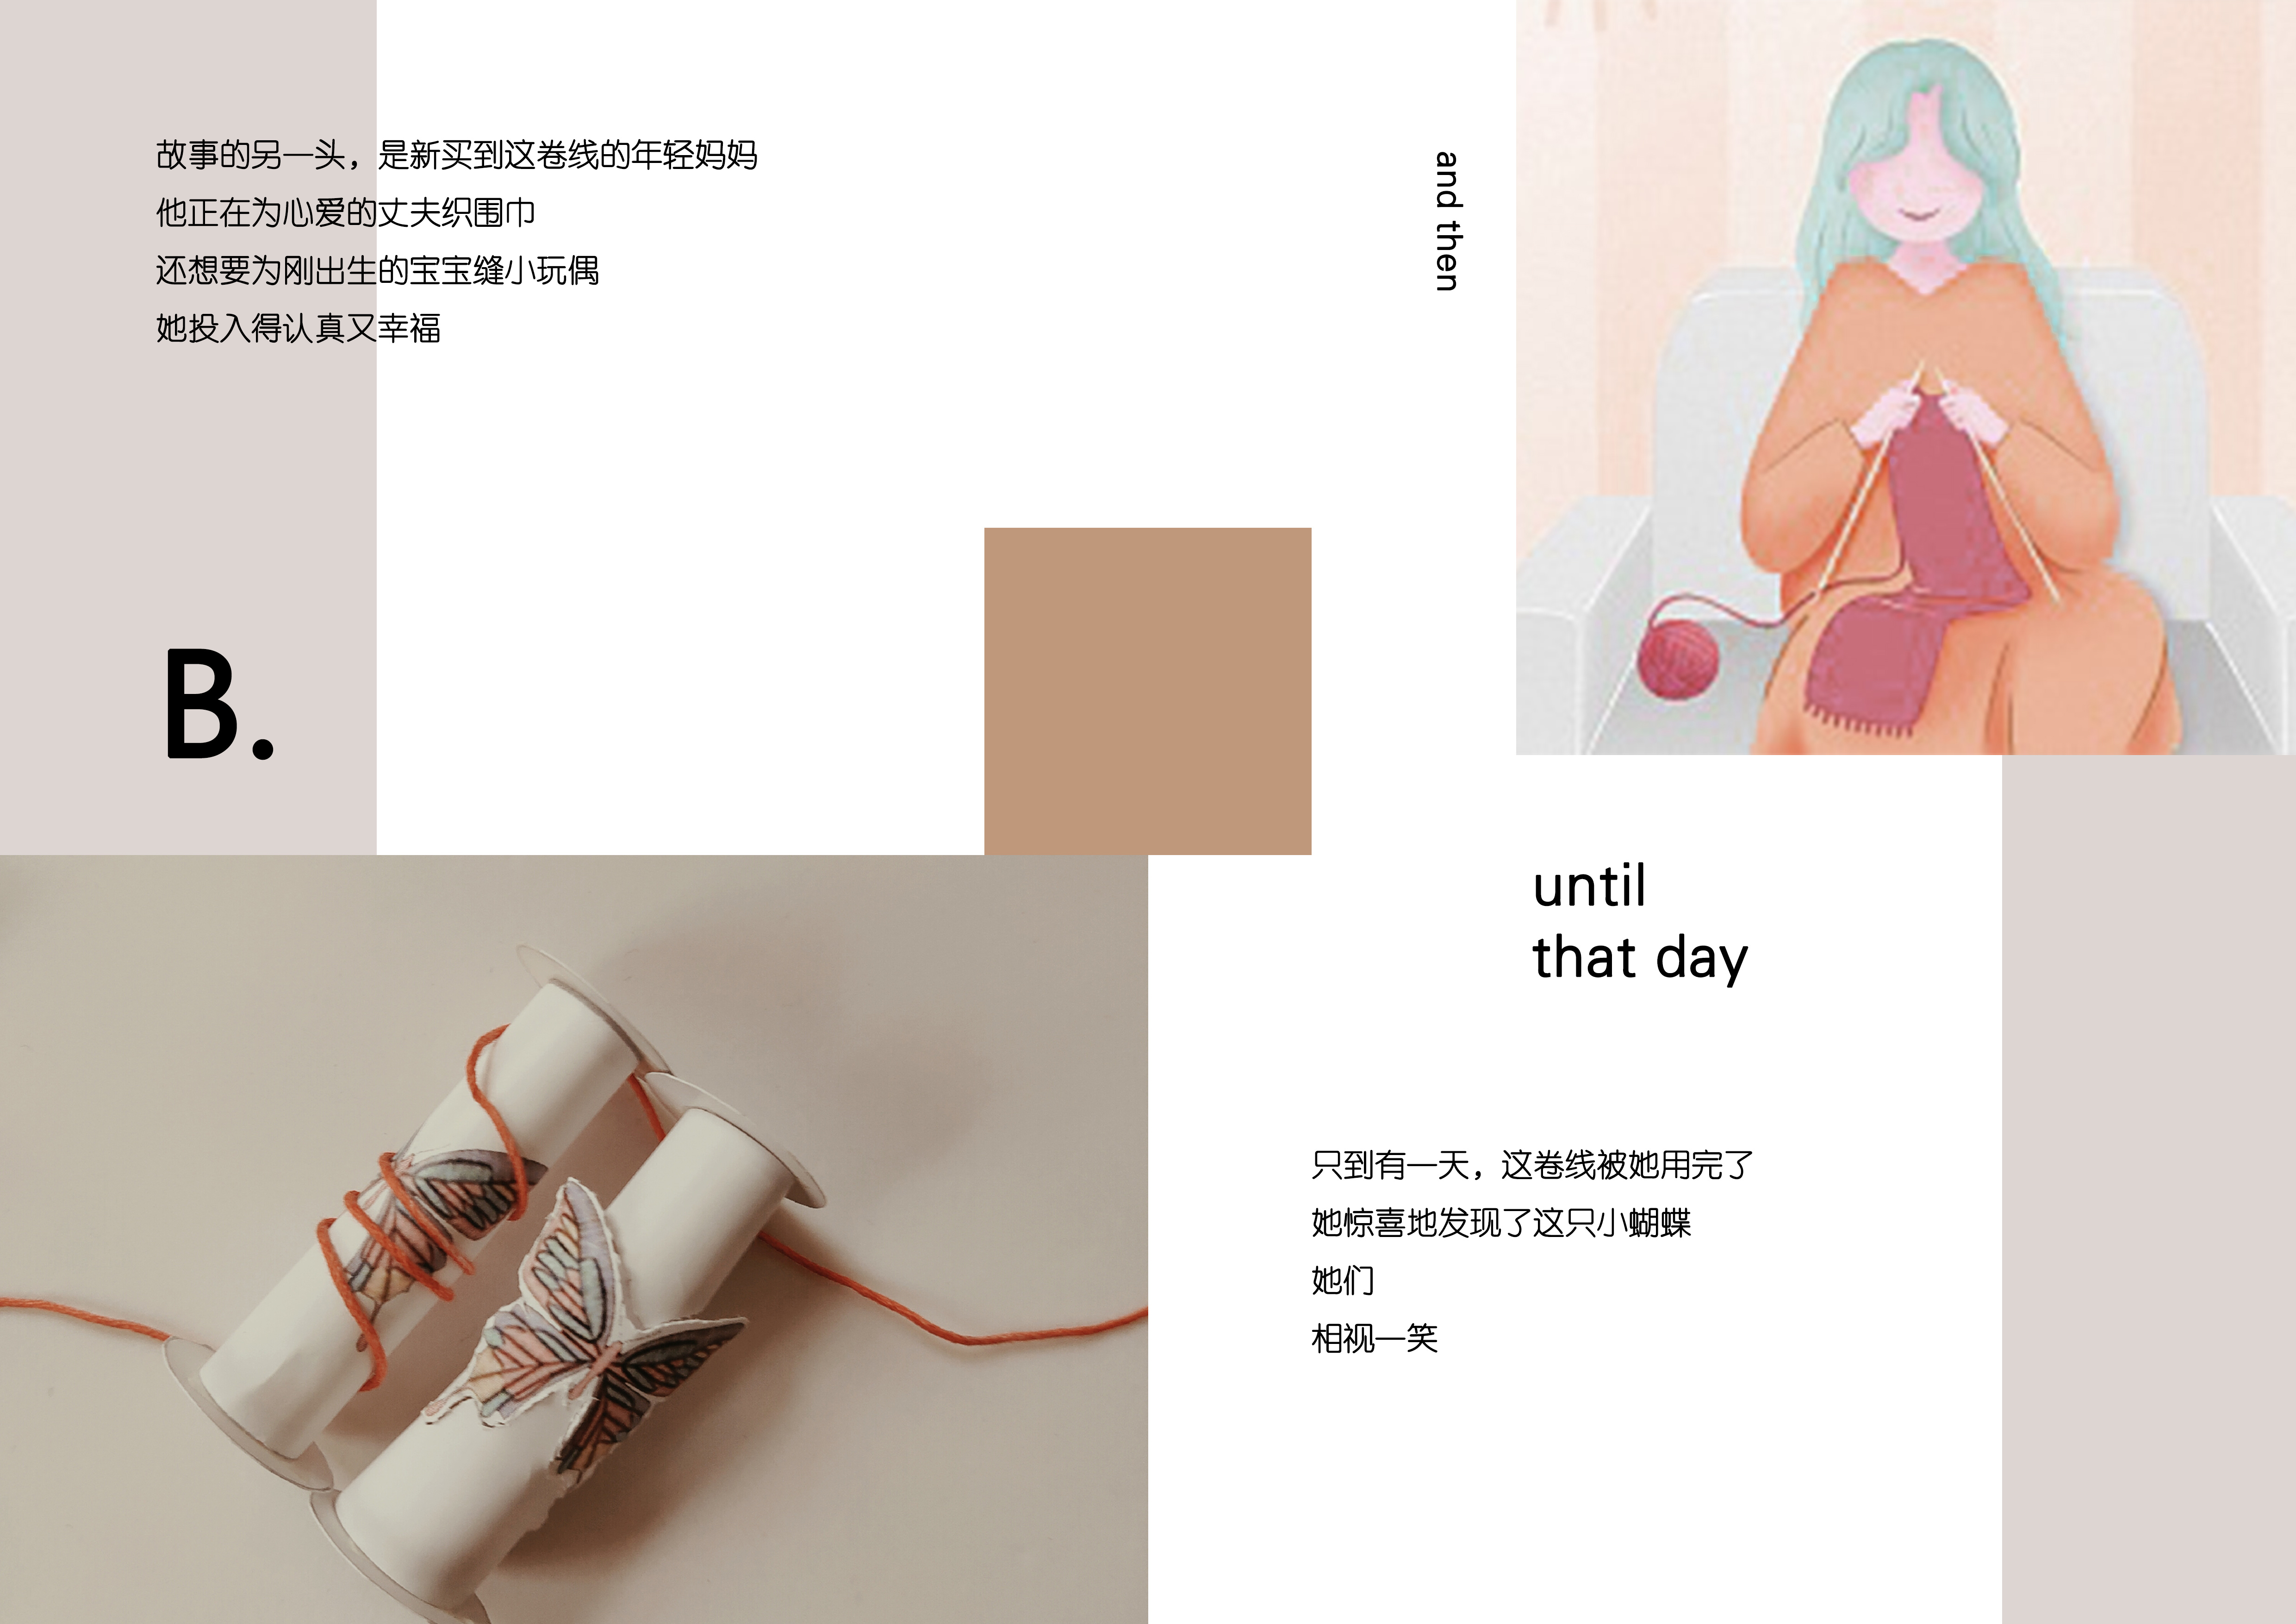 故事的另一头，是新买到这卷线的年轻妈妈
他正在为心爱的丈夫织围巾
还想要为刚出生的宝宝缝小玩偶
她投入得认真又幸福
B.
and then
until
that day
只到有一天，这卷线被她用完了
她惊喜地发现了这只小蝴蝶
她们
相视一笑